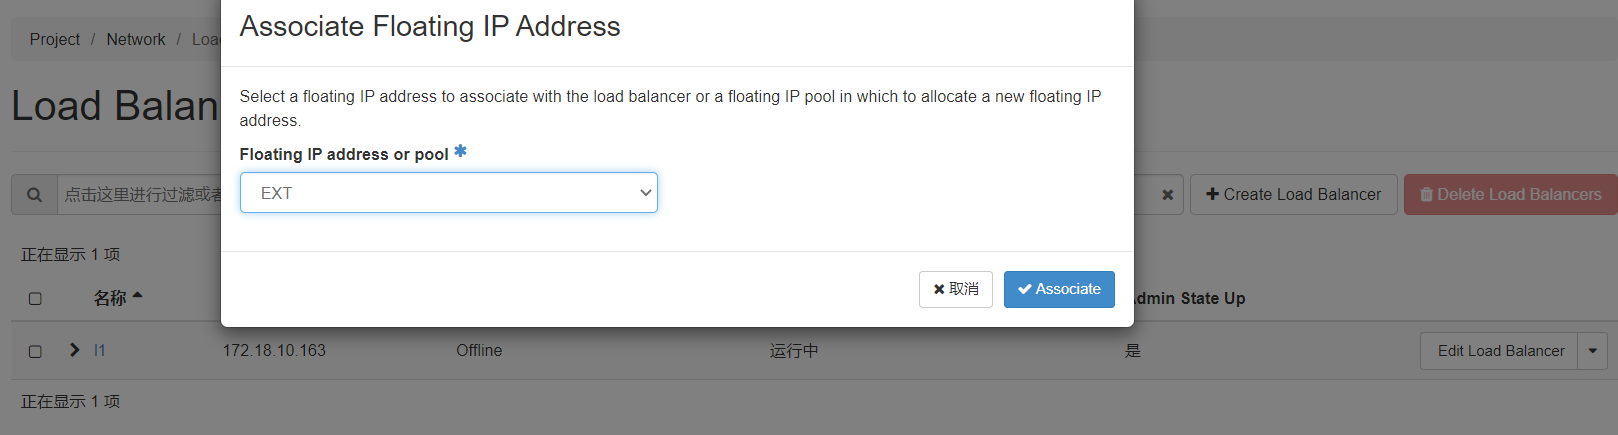 Associate Floating IP Address
Project / Network / Loa
Select a floating IP address to associate with the load balancer or a floating IP pool in which to allocate a new floating IP
address.
Load Balan
Floating IP address or pool *
EXT
点击这里进行过滤或者
Create Load Balancer
Delete Load Balancers
正在显示 1 项
取消
Associate
名称
dmin State Up
l1 172.18.10.163 Offline 运行中 是 Edit Load Balancer
正在显示 1 项